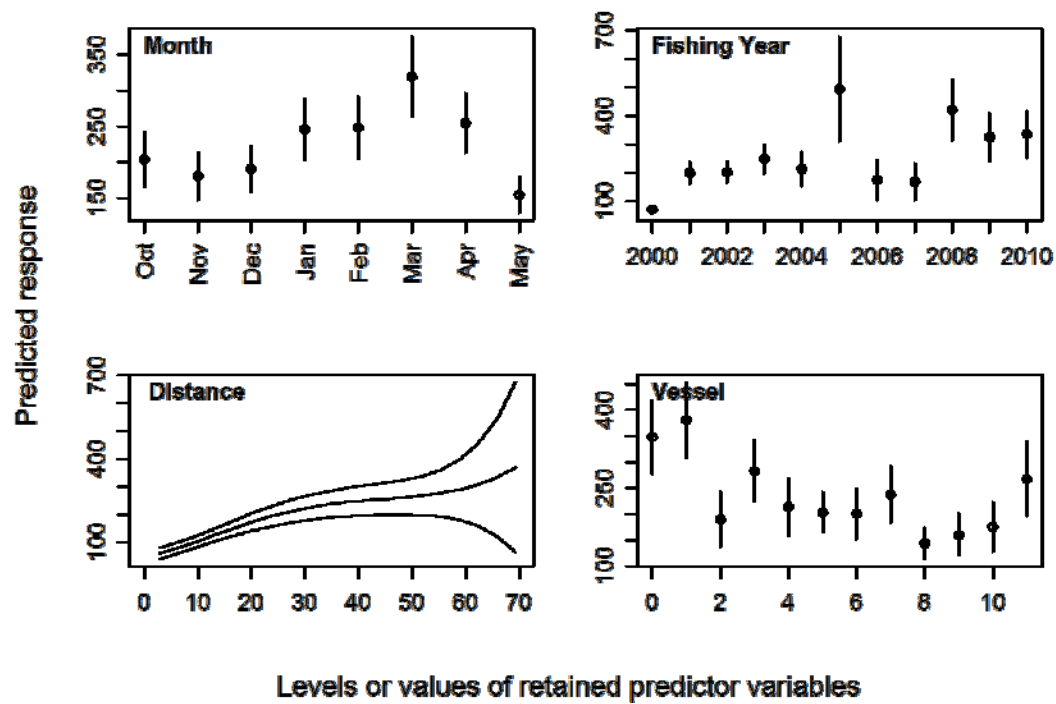 Predicted response
Month
350
250
150
Oct
Nov
Dec
Jan
Feb
Mar
Apr
May
Fishing Year
700
400
100
2000 2002 2004 2006 2008 2010
Distance
700
400
100
0 10 20 30 40 50 60 70
Vessel
400
250
100
0 2 4 6 8 10
Levels or values of retained predictor variables